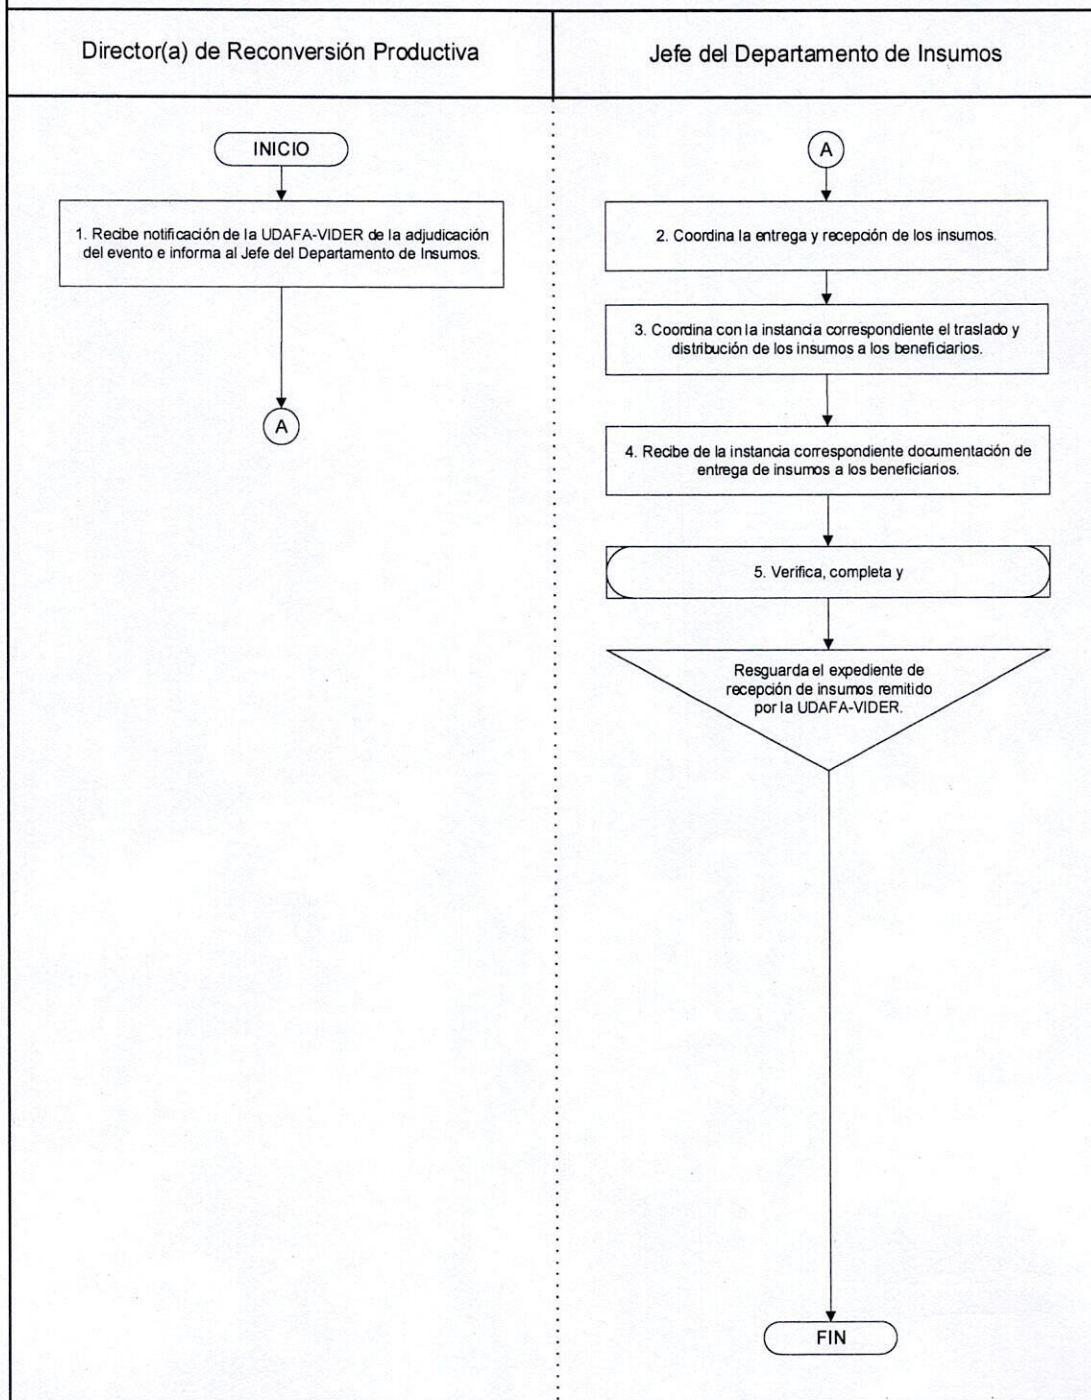 Director(a) de Reconversión Productiva
Jefe del Departamento de Insumos
INICIO
1. Recibe notificación de la UDAFA-VIDER de la adjudicación
del evento e informa al Jefe del Departamento de Insumos.
A
A
2. Coordina la entrega y recepción de los insumos.
3. Coordina con la instancia correspondiente el traslado y
distribución de los insumos a los beneficiarios.
4. Recibe de la instancia correspondiente documentación de
entrega de insumos a los beneficiarios.
5. Verifica, completa y
Resguarda el expediente de
recepción de insumos remitido
por la UDAFA-VIDER.
FIN